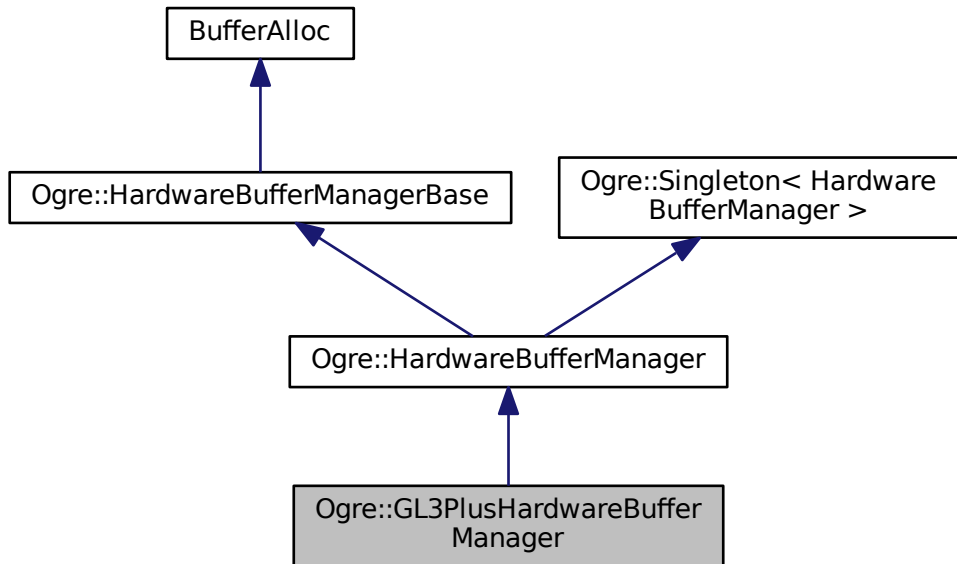 BufferAlloc
Ogre::HardwareBufferManagerBase
Ogre::Singleton< Hardware
BufferManager >
Ogre::HardwareBufferManager
Ogre::GL3PlusHardwareBuffer
Manager